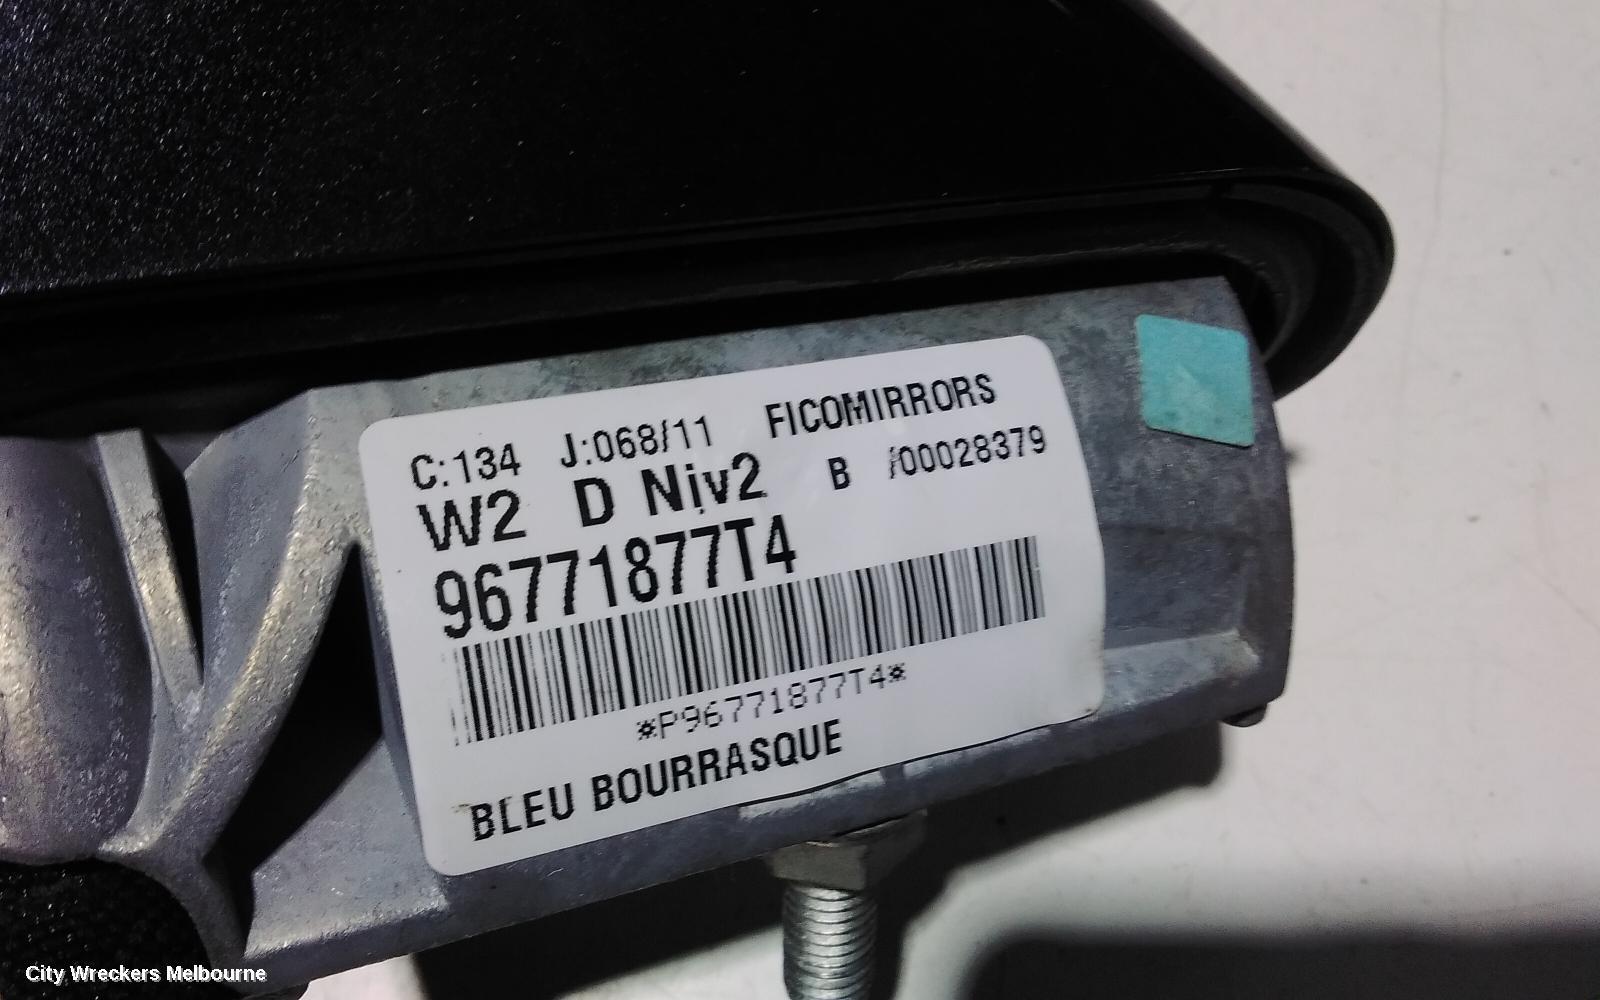 C:134 J:068/11 FICOMIRRORS
W2 D Niv2 B /00028379
96771877T4
*P96771877T4*
BLEU BOURRASQUE
City Wreckers Melbourne